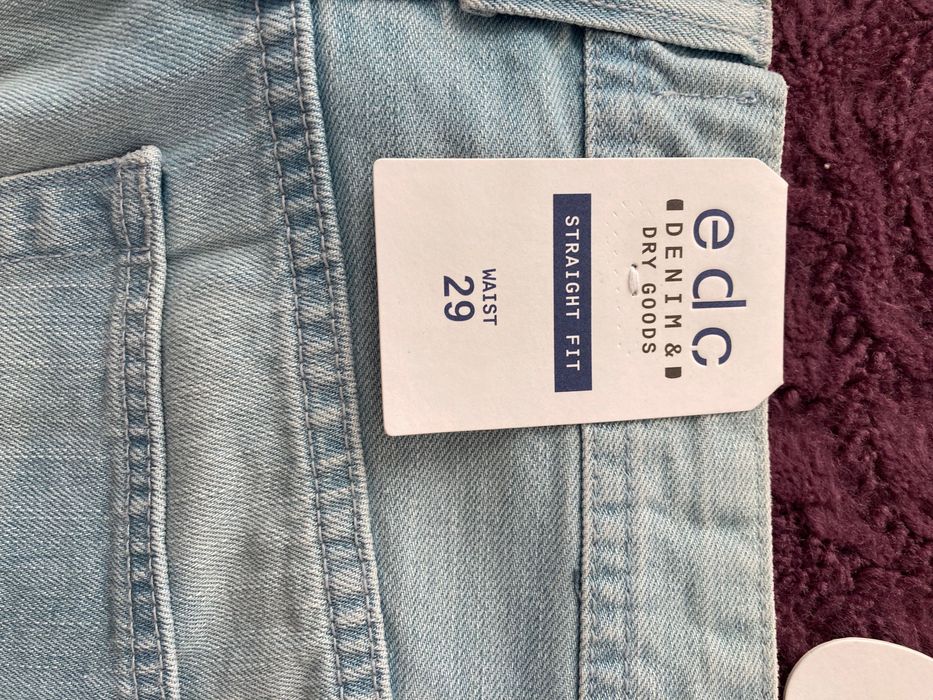 edc
DENIM &
DRY GOODS
STRAIGHT FIT
WAIST
29